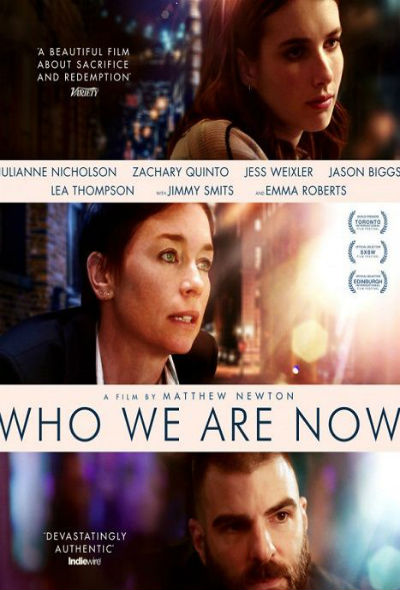 'A BEAUTIFUL FILM
ABOUT SACRIFICE
AND REDEMPTION'
VARIETY
JULIANNE NICHOLSON ZACHARY QUINTO JESS WEIXLER JASON BIGGS
LEA THOMPSON WITH JIMMY SMITS AND EMMA ROBERTS
TORONTO
SXSW
EDINBURGH
A FILM BY MATTHEW NEWTON
WHO WE ARE NOW
'DEVASTATINGLY
AUTHENTIC'
IndieWire